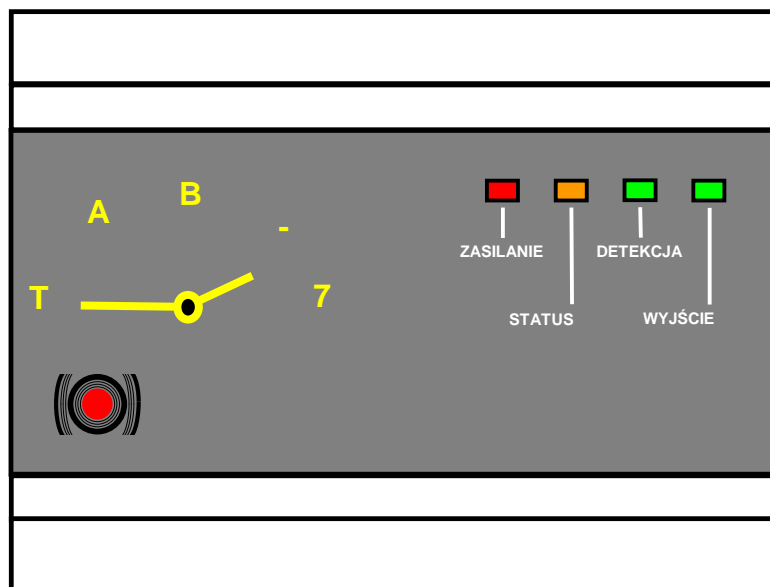 B
A
-
T
7
ZASILANIE
DETEKCJA
STATUS
WYJŚCIE